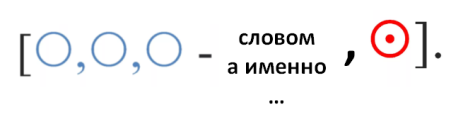 [○,○,○ - словом , ⊙].
а именно
...